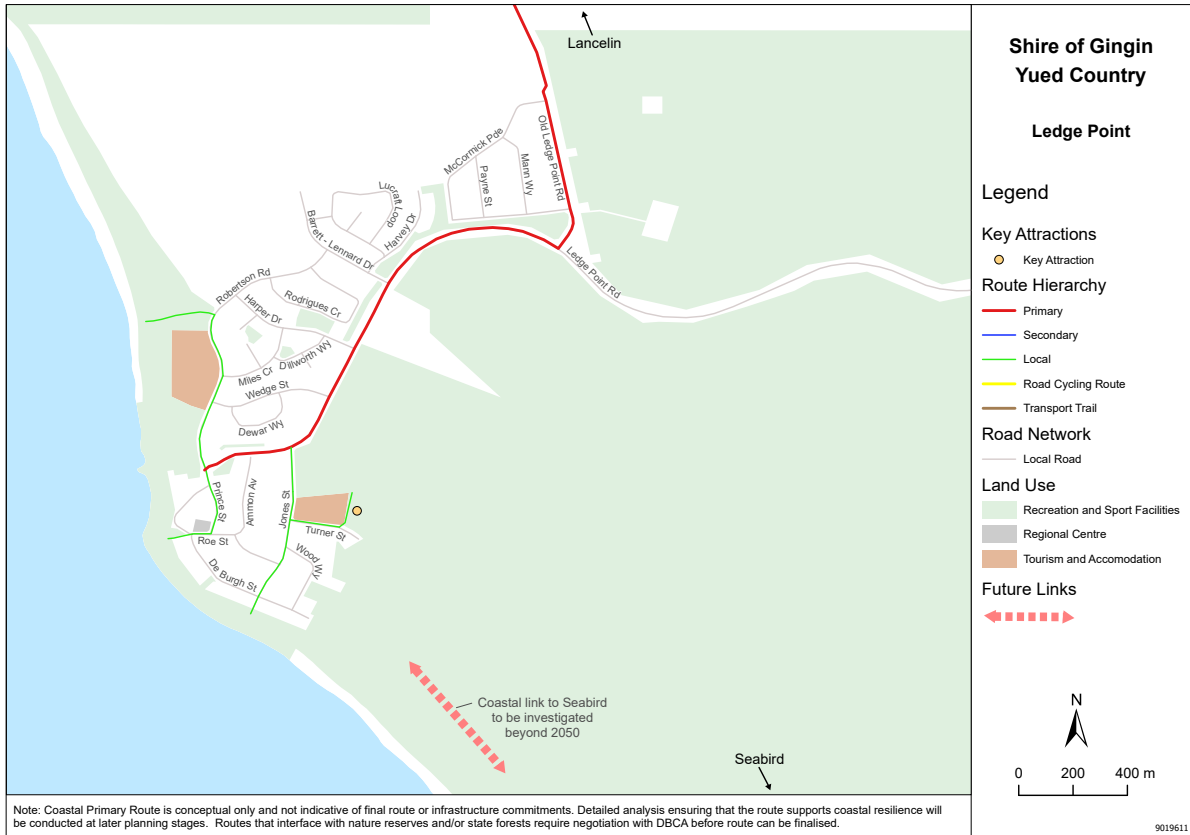 Lancelin
McCormick Pde
Old Ledge Point Rd
Mann Wy
Payne St
Lucraft Loop
Harvey Dr
Barrett - Lennard Dr
Ledge Point Rd
Robertson Rd
Rodrigues Cr
Harper Dr
Dillworth Wy
Miles Cr
Wedge St
Dewar Wy
Prince St
Ammon Av
Jones St
Turner St
Roe St
Wood Wy
De Burgh St
Coastal link to Seabird
to be investigated
beyond 2050
Seabird
Note: Coastal Primary Route is conceptual only and not indicative of final route or infrastructure commitments. Detailed analysis ensuring that the route supports coastal resilience will
be conducted at later planning stages. Routes that interface with nature reserves and/or state forests require negotiation with DBCA before route can be finalised.
Shire of Gingin
Yued Country
Ledge Point
Legend
Key Attractions
Key Attraction
Route Hierarchy
Primary
Secondary
Local
Road Cycling Route
Transport Trail
Road Network
Local Road
Land Use
Recreation and Sport Facilities
Regional Centre
Tourism and Accomodation
Future Links
N
0 200 400 m
9019611